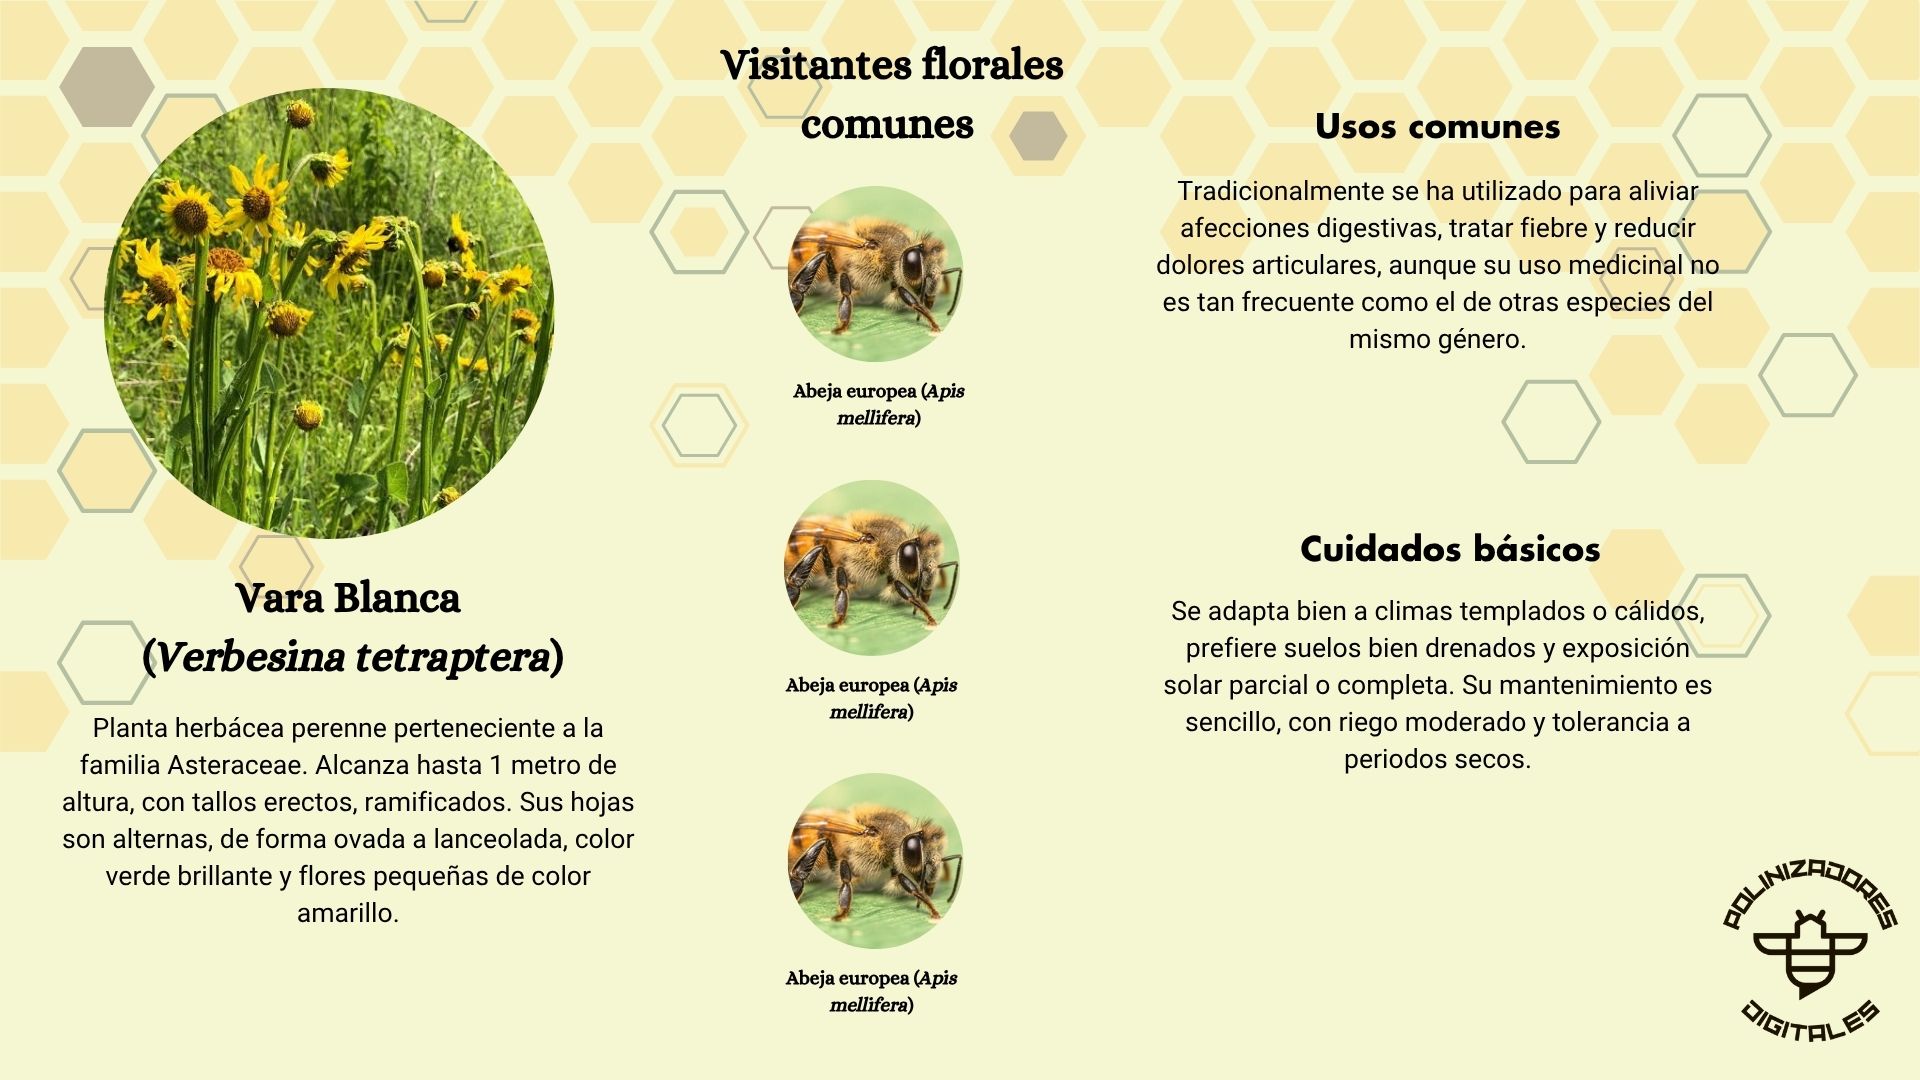 Vara Blanca
(Verbesina tetraptera)
Planta herbácea perenne perteneciente a la
familia Asteraceae. Alcanza hasta 1 metro de
altura, con tallos erectos, ramificados. Sus hojas
son alternas, de forma ovada a lanceolada, color
verde brillante y flores pequeñas de color
amarillo.
Visitantes florales
comunes
Abeja europea (Apis
mellifera)
Abeja europea (Apis
mellifera)
Abeja europea (Apis
mellifera)
Usos comunes
Tradicionalmente se ha utilizado para aliviar
afecciones digestivas, tratar fiebre y reducir
dolores articulares, aunque su uso medicinal no
es tan frecuente como el de otras especies del
mismo género.
Cuidados básicos
Se adapta bien a climas templados o cálidos,
prefiere suelos bien drenados y exposición
solar parcial o completa. Su mantenimiento es
sencillo, con riego moderado y tolerancia a
periodos secos.
POLINIZADORES
DIGITALES